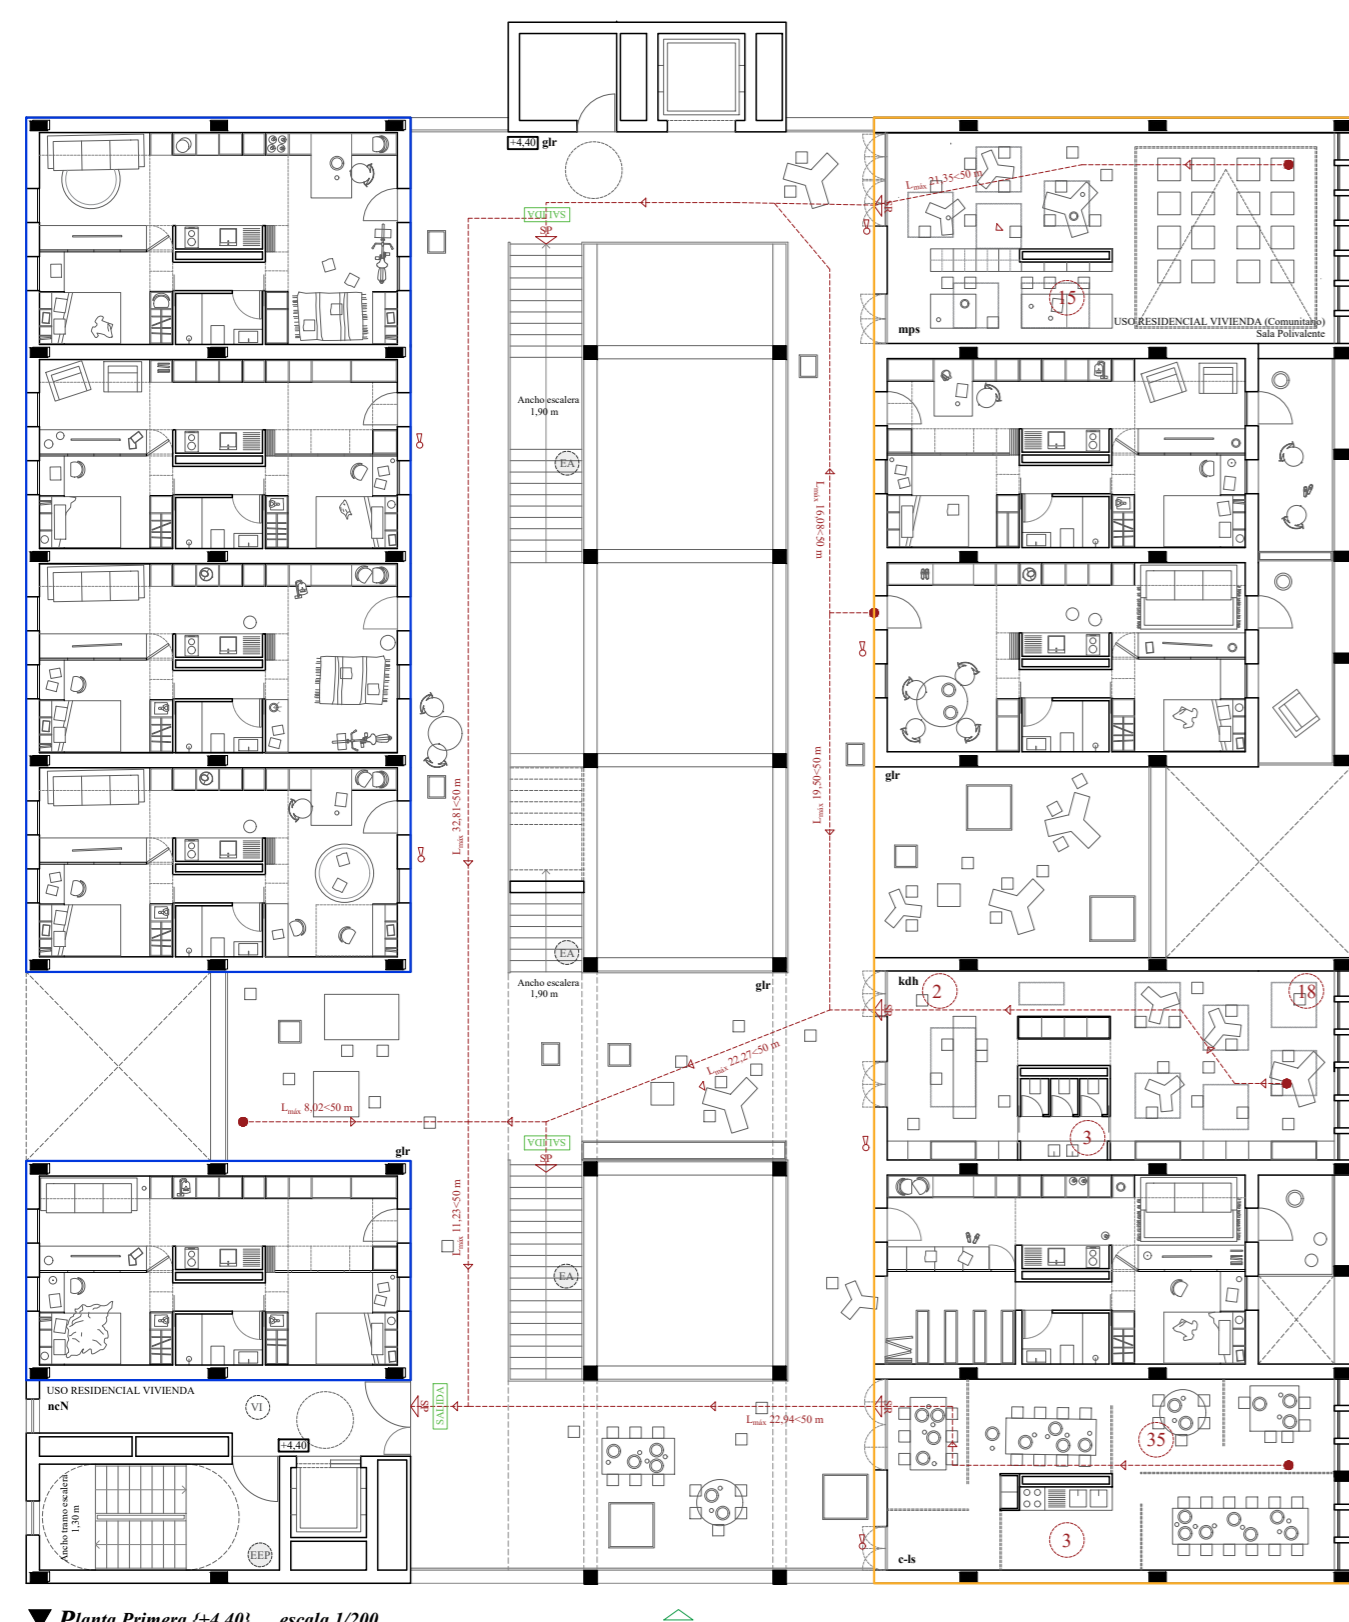 +4,40 glr
SALIDA
SP
Lmáx 21,35<50 m
SR
15
mps
USO RESIDENCIAL VIVIENDA (Comunitario)
Sala Polivalente
Ancho escalera
1,90 m
EA
Lmáx 16,08<50 m
Lmáx 32,81<50 m
Lmáx 19,50<50 m
glr
EA
Ancho escalera
1,90 m
glr
kdh
2
18
SR
Lmáx 22,27<50 m
Lmáx 8,02<50 m
3
SALIDA
SP
glr
Lmáx 11,23<50 m
EA
USO RESIDENCIAL VIVIENDA
ncN
VI
SP
SALIDA
Lmáx 22,94<50 m
SR
35
+4,40
Ancho tramo escalera
1,30 m
EEP
3
c-ls
Planta Primera {+4,40} escala 1/200